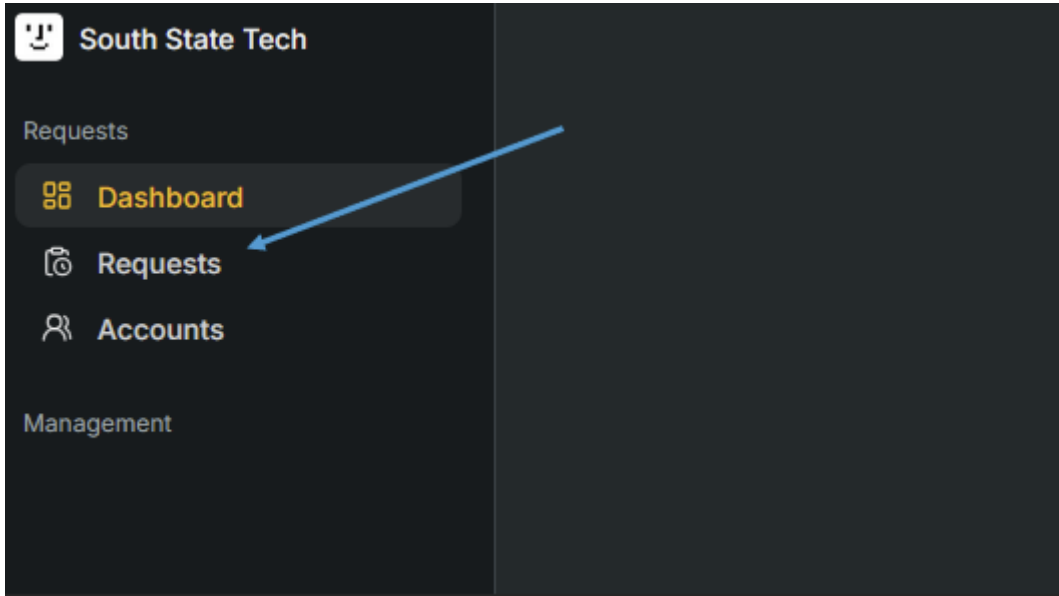 South State Tech
Requests
Dashboard
Requests
Accounts
Management